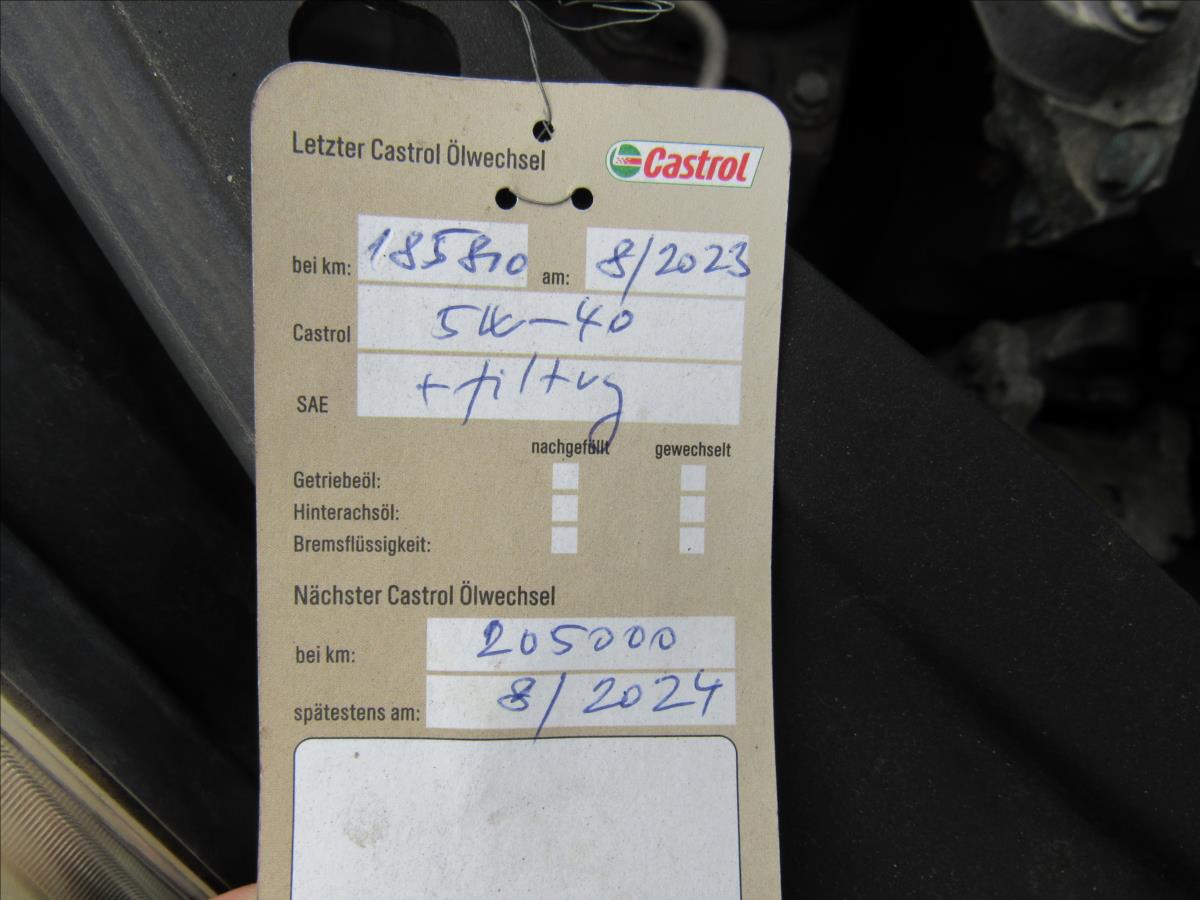 Letzter Castrol Ölwechsel
Castrol
bei km: 185810 am: 8/2023
Castrol 5W-40
SAE + filtry
nachgefüllt gewechselt
Getriebeöl:
Hinterachsöl:
Bremsflüssigkeit:
Nächster Castrol Ölwechsel
bei km: 205000
spätestens am: 8/2024